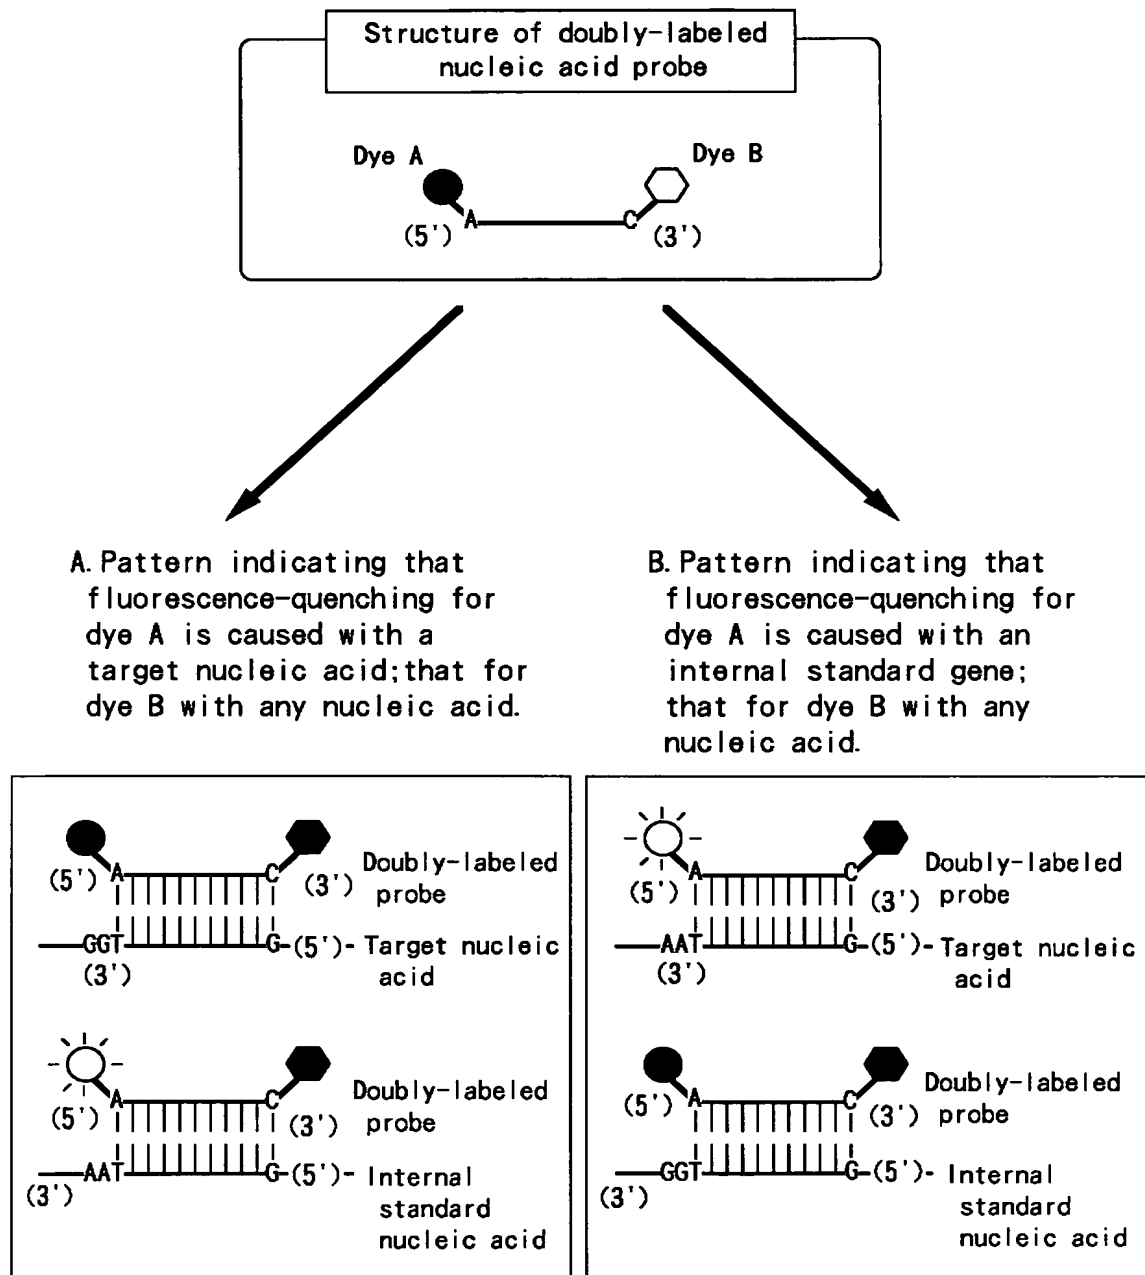 Structure of doubly-labeled
nucleic acid probe
Dye A
Dye B
A
C
(5')
(3')
A. Pattern indicating that
fluorescence-quenching for
dye A is caused with a
target nucleic acid;that for
dye B with any nucleic acid.
B. Pattern indicating that
fluorescence-quenching for
dye A is caused with an
internal standard gene;
that for dye B with any
nucleic acid.
(5') A C (3') Doubly-labeled
probe
GGT G-(5')- Target nucleic
(3') acid
(5') A C (3') Doubly-labeled
probe
AAT G-(5')- Internal
(3') standard
nucleic acid
(5') A C (3') Doubly-labeled
probe
AAT G-(5')- Target nucleic
(3') acid
(5') A C (3') Doubly-labeled
probe
GGT G-(5')- Internal
(3') standard
nucleic acid